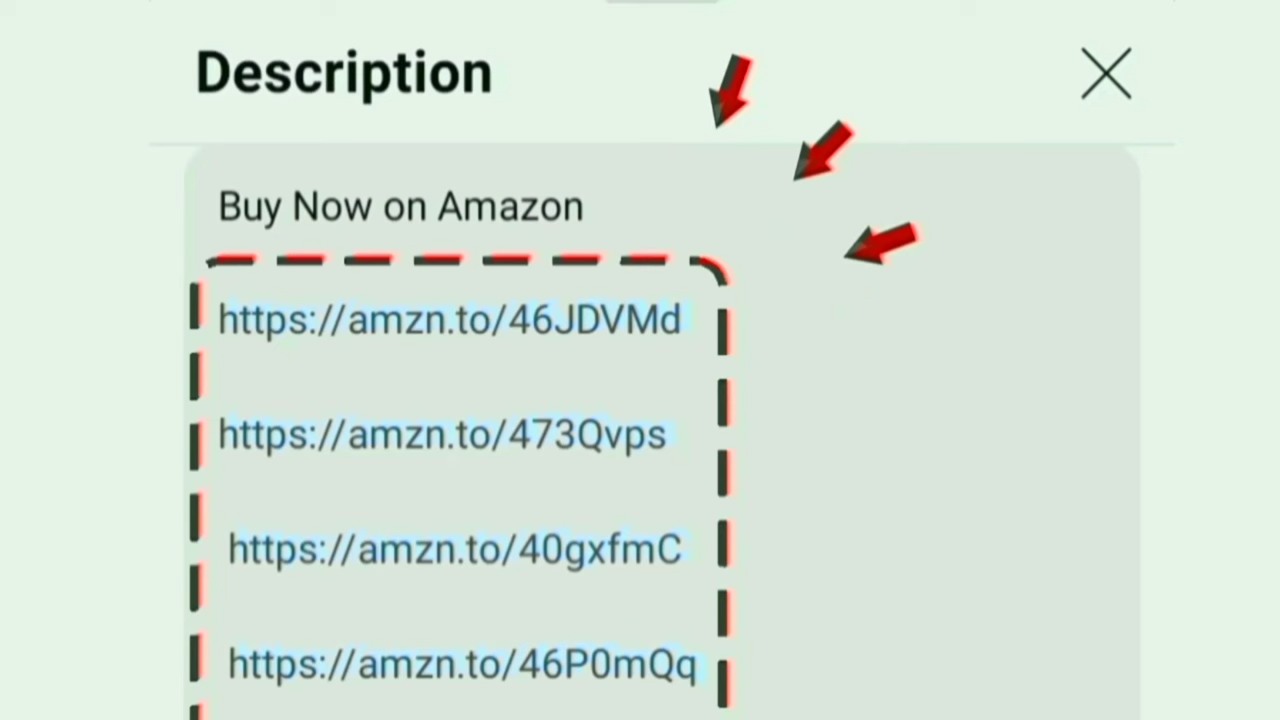 Description
Buy Now on Amazon
https://amzn.to/46JDVMd
https://amzn.to/473Qvps
https://amzn.to/40gxfmC
https://amzn.to/46P0mQq